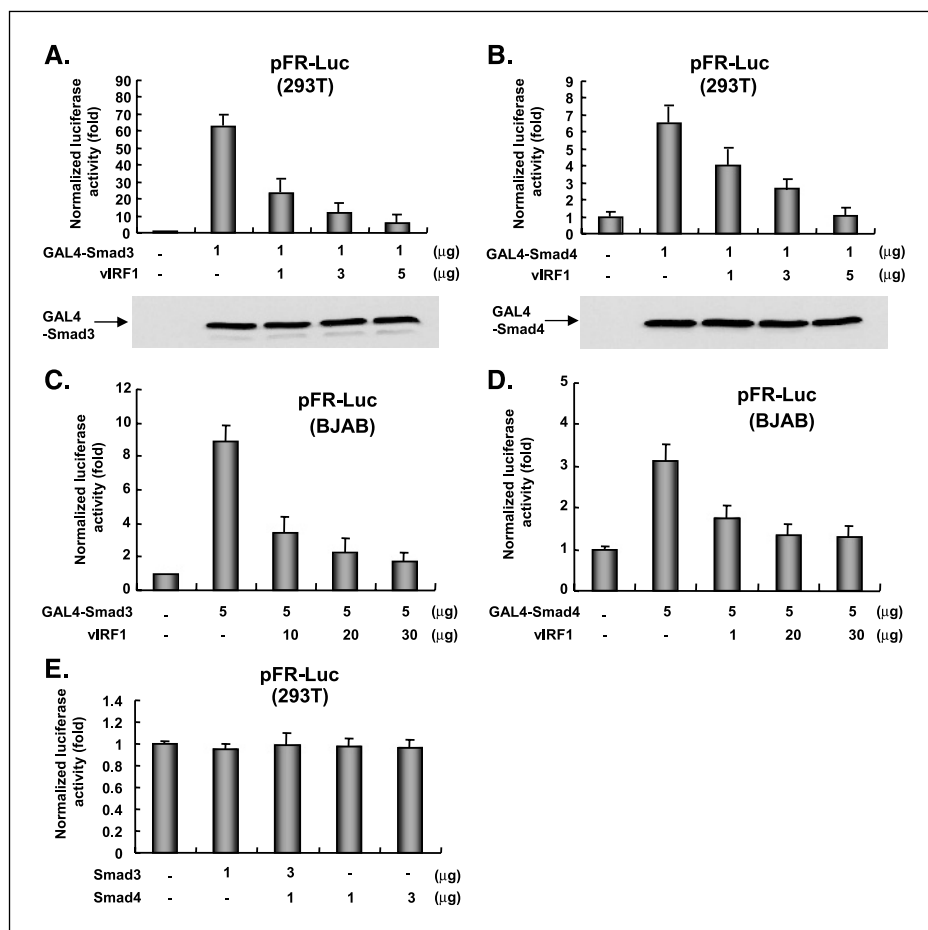 A.
pFR-Luc
(293T)
Normalized luciferase
activity (fold)
90
80
70
60
50
40
30
20
10
0
GAL4-Smad3 - 1 1 1 1 (μg)
vIRF1 - - 1 3 5 (μg)
GAL4
-Smad3
B.
pFR-Luc
(293T)
Normalized luciferase
activity (fold)
9
8
7
6
5
4
3
2
1
0
GAL4-Smad4 - 1 1 1 1 (μg)
vIRF1 - - 1 3 5 (μg)
GAL4
-Smad4
C.
pFR-Luc
(BJAB)
Normalized luciferase
activity (fold)
12
10
8
6
4
2
0
GAL4-Smad3 - 5 5 5 5 (μg)
vIRF1 - - 10 20 30 (μg)
D.
pFR-Luc
(BJAB)
Normalized luciferase
activity (fold)
5
4
3
2
1
0
GAL4-Smad4 - 5 5 5 5 (μg)
vIRF1 - - 1 20 30 (μg)
E.
pFR-Luc
(293T)
Normalized luciferase
activity (fold)
1.4
1.2
1
0.8
0.6
0.4
0.2
0
Smad3 - 1 3 - - (μg)
Smad4 - - 1 1 3 (μg)